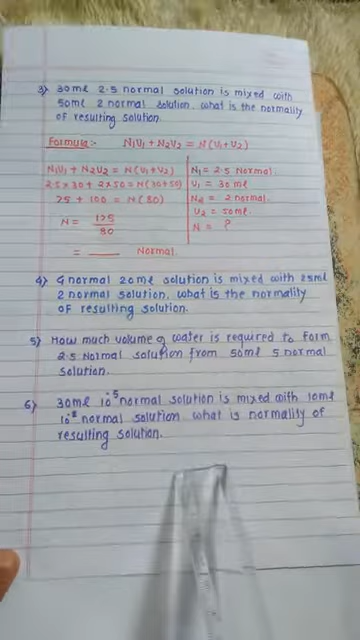 3) 30ml 2.5 normal solution is mixed with
50ml 2 normal solution. what is the normality
of resulting solution.
Formula:- N₁V₁ + N₂V₂ = N(V₁+V₂)
N₁V₁ + N₂V₂ = N(V₁+V₂)
2.5×30 + 2×50 = N(30+50)
75 + 100 = N(80)
N = 175/80
= ____ Normal.
N₁ = 2.5 Normal.
V₁ = 30ml
N₂ = 2 normal.
V₂ = 50ml.
N = ?
4) 4 normal 20ml solution is mixed with 25ml
2 normal solution. what is the normality
of resulting solution.
5) How much volume of water is required to form
2.5 normal solution from 50ml 5 normal
solution.
6) 30ml 10⁻⁵ normal solution is mixed with 10ml
normal solution what is normality of
resulting solution.